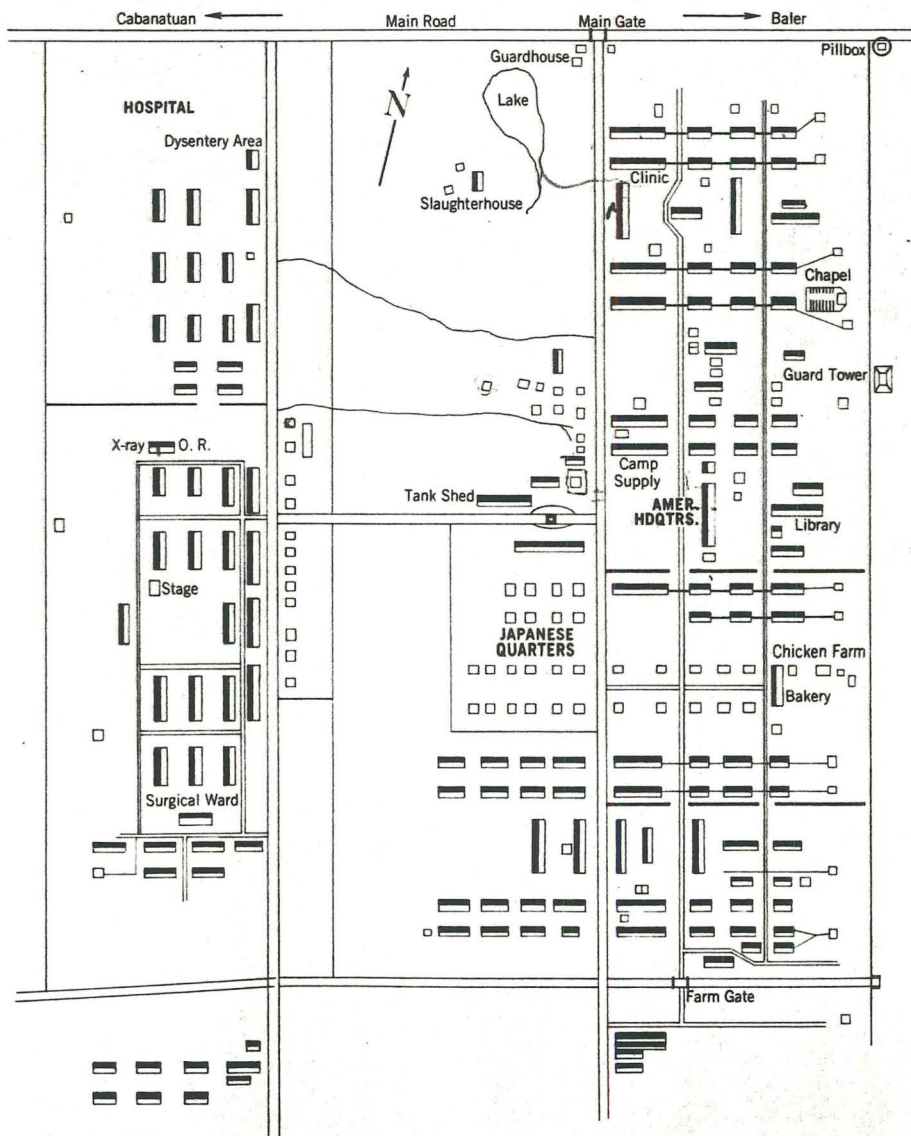 Cabanatuan
Main Road
Main Gate
Baler
Guardhouse
Pillbox
HOSPITAL
N
Lake
Dysentery Area
Clinic
Slaughterhouse
Chapel
Guard Tower
X-ray
O. R.
Camp
Supply
Tank Shed
AMER.
HDQTRS.
Library
Stage
JAPANESE
QUARTERS
Chicken Farm
Bakery
Surgical Ward
Farm Gate